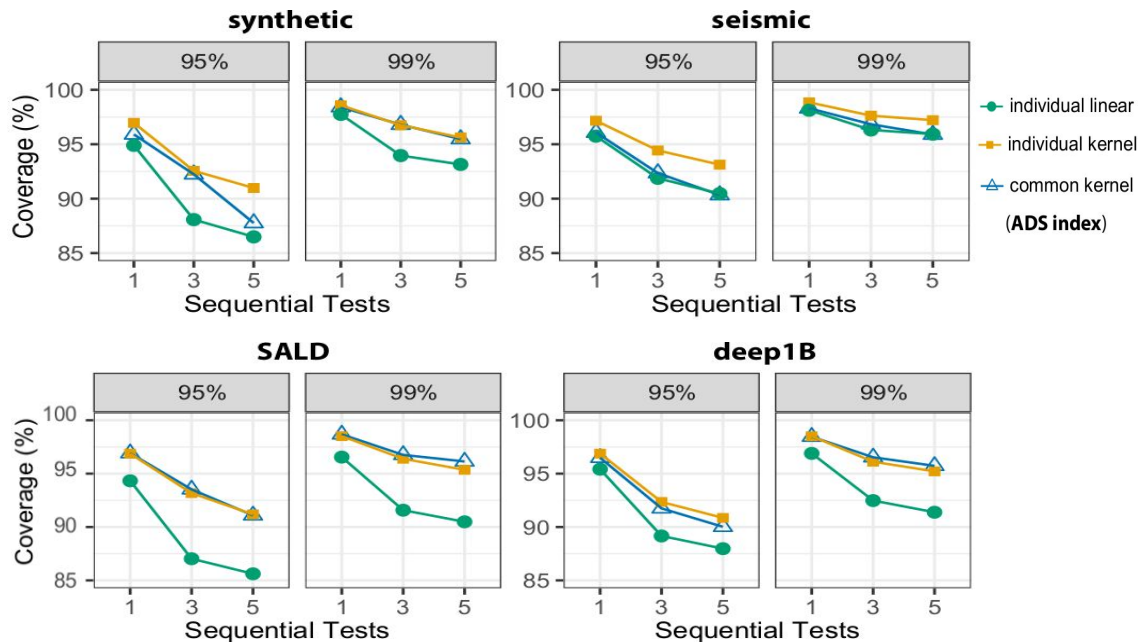 synthetic
seismic
95%
99%
95%
99%
Coverage (%)
100
95
90
85
100
95
90
85
1 3 5
1 3 5
1 3 5
1 3 5
Sequential Tests
Sequential Tests
individual linear
individual kernel
common kernel
(ADS index)
SALD
deep1B
95%
99%
95%
99%
Coverage (%)
100
95
90
85
100
95
90
85
1 3 5
1 3 5
1 3 5
1 3 5
Sequential Tests
Sequential Tests